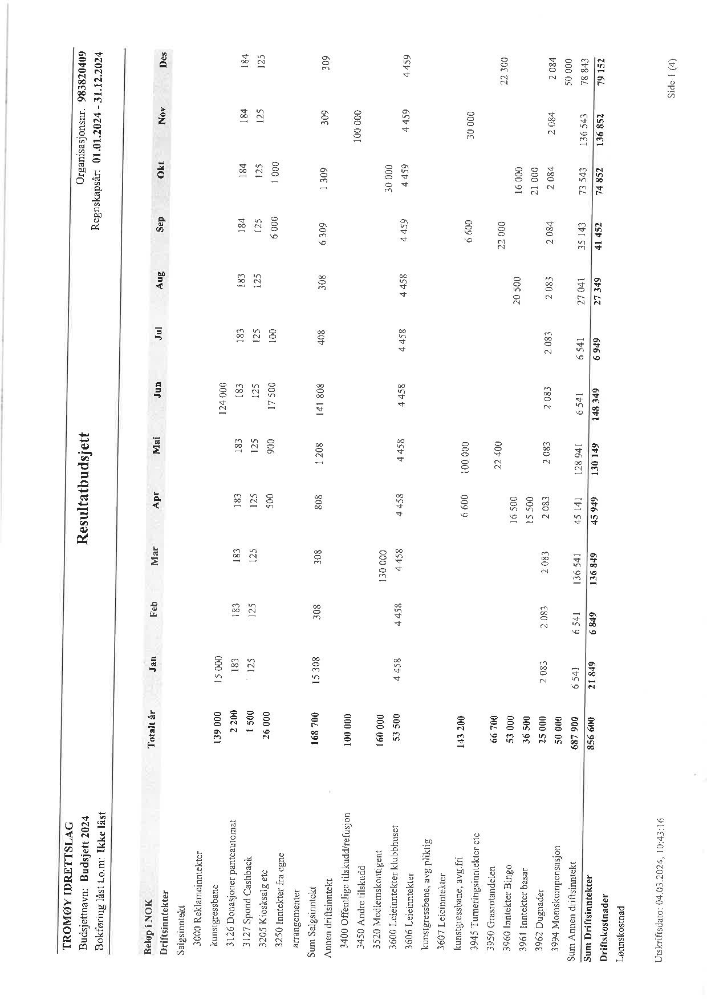 TROMØY IDRETTSLAG
Resultatbudsjett
Budsjettnavn: Budsjett 2024 Organisasjonsnr. 983820409
Bokføring låst t.o.m: Ikke låst Regnskapsår: 01.01.2024 - 31.12.2024
Beløp i NOK Totalt år Jan Feb Mar Apr Mai Jun Jul Aug Sep Okt Nov Des
Driftsinntekter
Salgsinntekt
3000 Reklameinntekter
kunstgressbane 139 000 15 000 124 000
3126 Donasjoner panteautomat 2 200 183 183 183 183 183 183 183 183 184 184 184 184
3127 Spond Cashback 1 500 125 125 125 125 125 125 125 125 125 125 125 125
3205 Kiosksalg etc 26 000 500 900 17 500 100 6 000 1 000
3250 Inntekter fra egne
arrangementer
Sum Salgsinntekt 168 700 15 308 308 308 808 1 208 141 808 408 308 6 309 1 309 309 309
Annen driftsinntekt
3400 Offentlige tilskudd/refusjon 100 000 100 000
3450 Andre tilskudd
3520 Medlemskontigent 160 000 130 000 30 000
3600 Leieinntekter klubbhuset 53 500 4 458 4 458 4 458 4 458 4 458 4 458 4 458 4 458 4 459 4 459 4 459 4 459
3606 Leieinntekter
kunstgressbane, avg.pliktig
3607 Leieinntekter
kunstgressbane, avg.fri 143 200 6 600 100 000 6 600 30 000
3945 Turneringsinntekter etc
3950 Grasrotandelen 66 700 22 400 22 000 22 300
3960 Inntekter Bingo 53 000 16 500 20 500 16 000
3961 Inntekter basar 36 500 15 500 21 000
3962 Dugnader 25 000 2 083 2 083 2 083 2 083 2 083 2 083 2 083 2 083 2 084 2 084 2 084 2 084
3994 Momskompensasjon 50 000 50 000
Sum Annen driftsinntekt 687 900 6 541 6 541 136 541 45 141 128 941 6 541 6 541 27 041 35 143 73 543 136 543 78 843
Sum Driftsinntekter 856 600 21 849 6 849 136 849 45 949 130 149 148 349 6 949 27 349 41 452 74 852 136 852 79 152
Driftskostnader
Lønnskostnad
Utskriftsdato: 04.03.2024, 10:43:16 Side 1 (4)